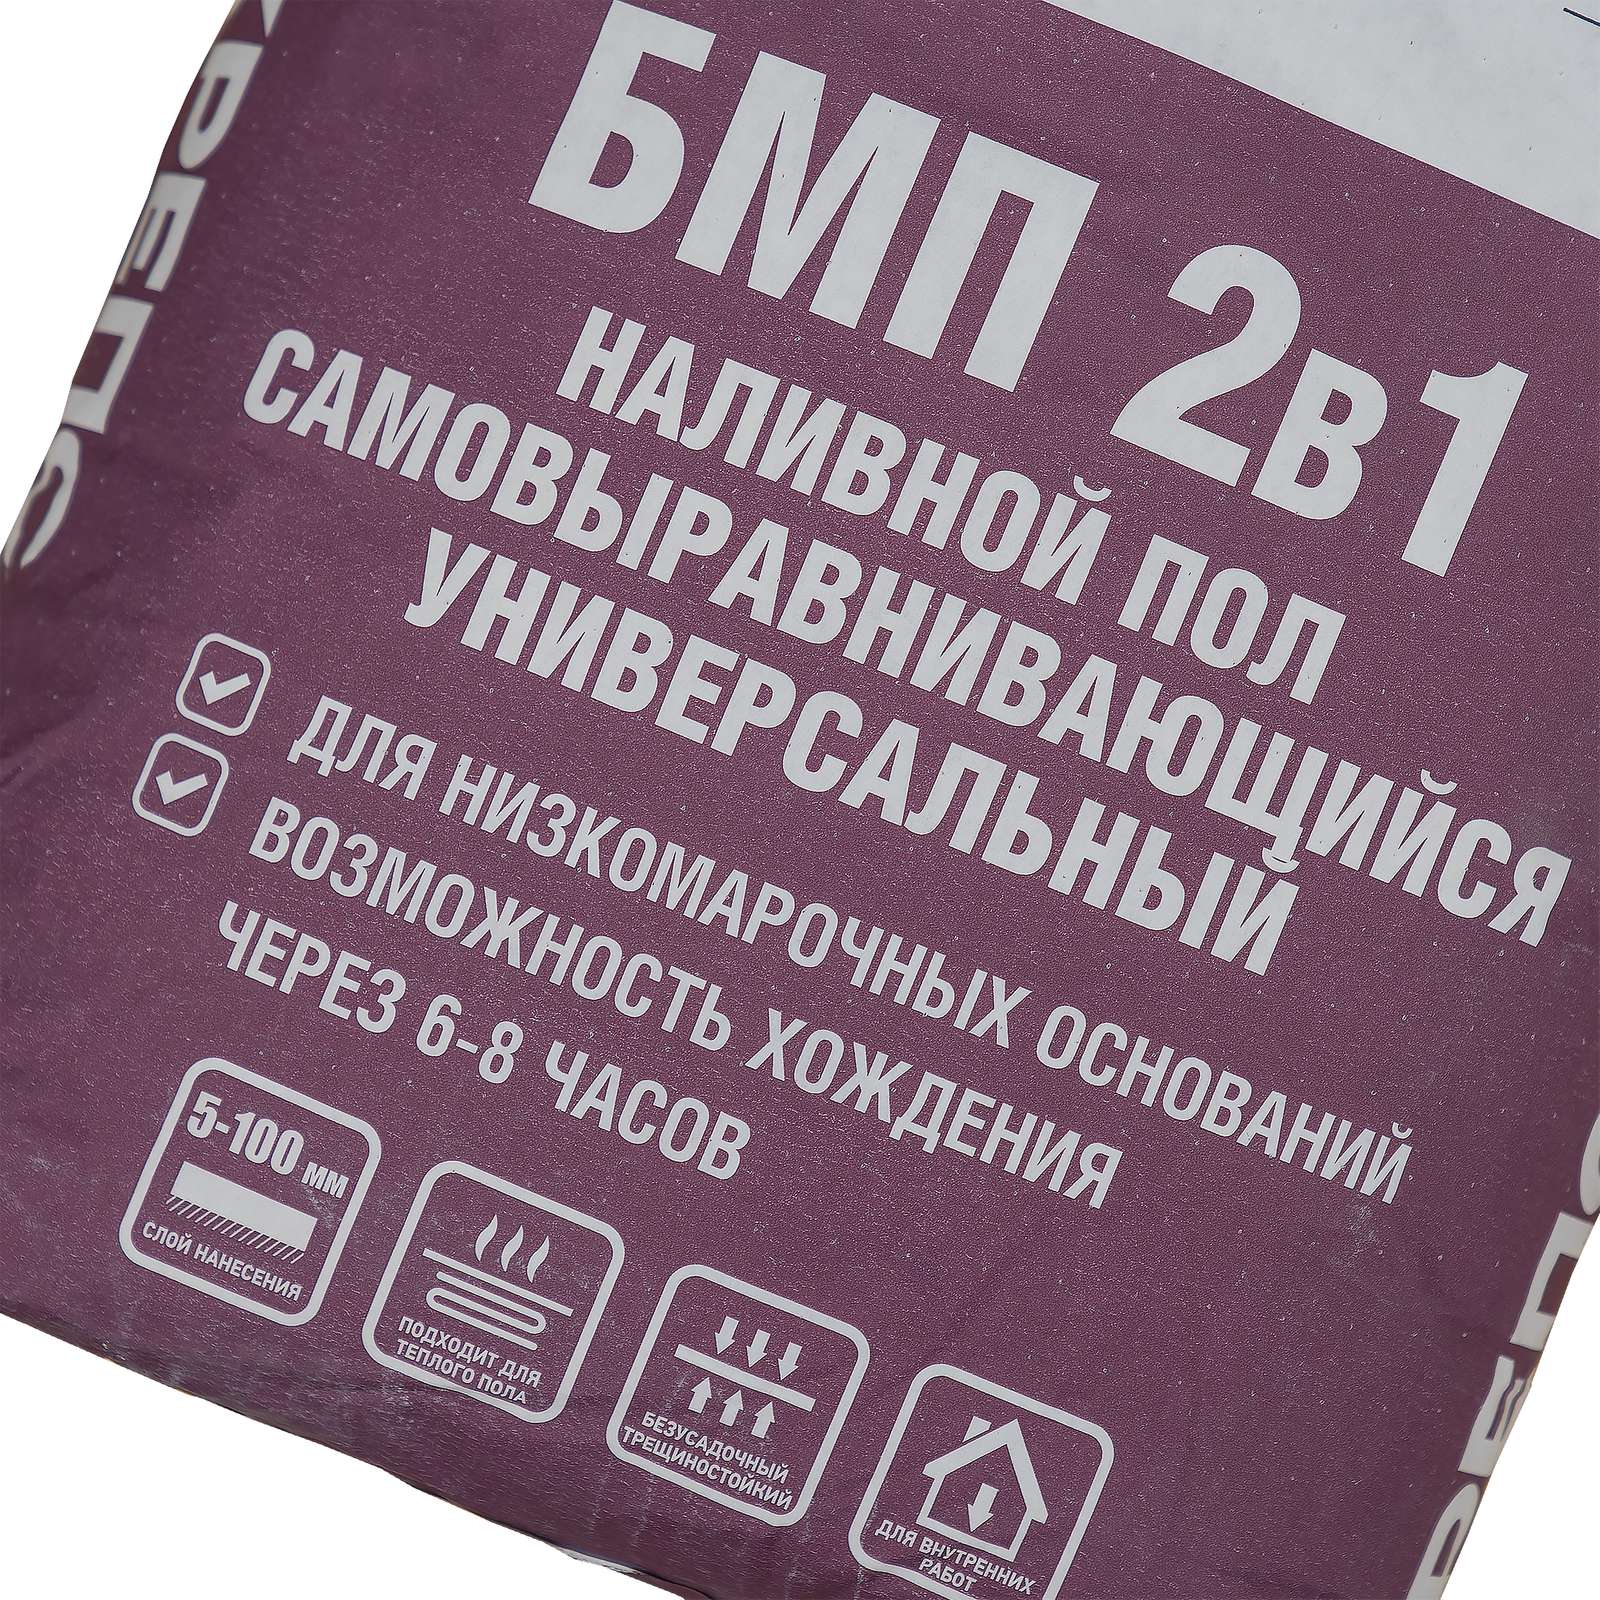 КРЕПС
БМП 2в1
НАЛИВНОЙ ПОЛ
САМОВЫРАВНИВАЮЩИЙСЯ
УНИВЕРСАЛЬНЫЙ
ДЛЯ НИЗКОМАРОЧНЫХ ОСНОВАНИЙ
ВОЗМОЖНОСТЬ ХОЖДЕНИЯ
ЧЕРЕЗ 6-8 ЧАСОВ
5-100 мм
СЛОЙ НАНЕСЕНИЯ
ПОДХОДИТ ДЛЯ
ТЕПЛОГО ПОЛА
БЕЗУСАДОЧНЫЙ
ТРЕЩИНОСТОЙКИЙ
ДЛЯ ВНУТРЕННИХ
РАБОТ